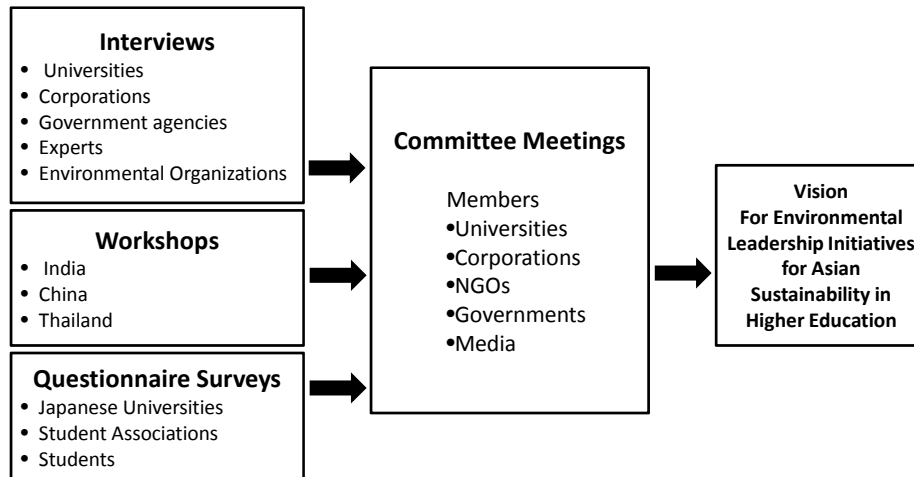 Interviews
• Universities
• Corporations
• Government agencies
• Experts
• Environmental Organizations
Workshops
• India
• China
• Thailand
Questionnaire Surveys
• Japanese Universities
• Student Associations
• Students
Committee Meetings
Members
•Universities
•Corporations
•NGOs
•Governments
•Media
Vision
For Environmental
Leadership Initiatives
for Asian
Sustainability in
Higher Education